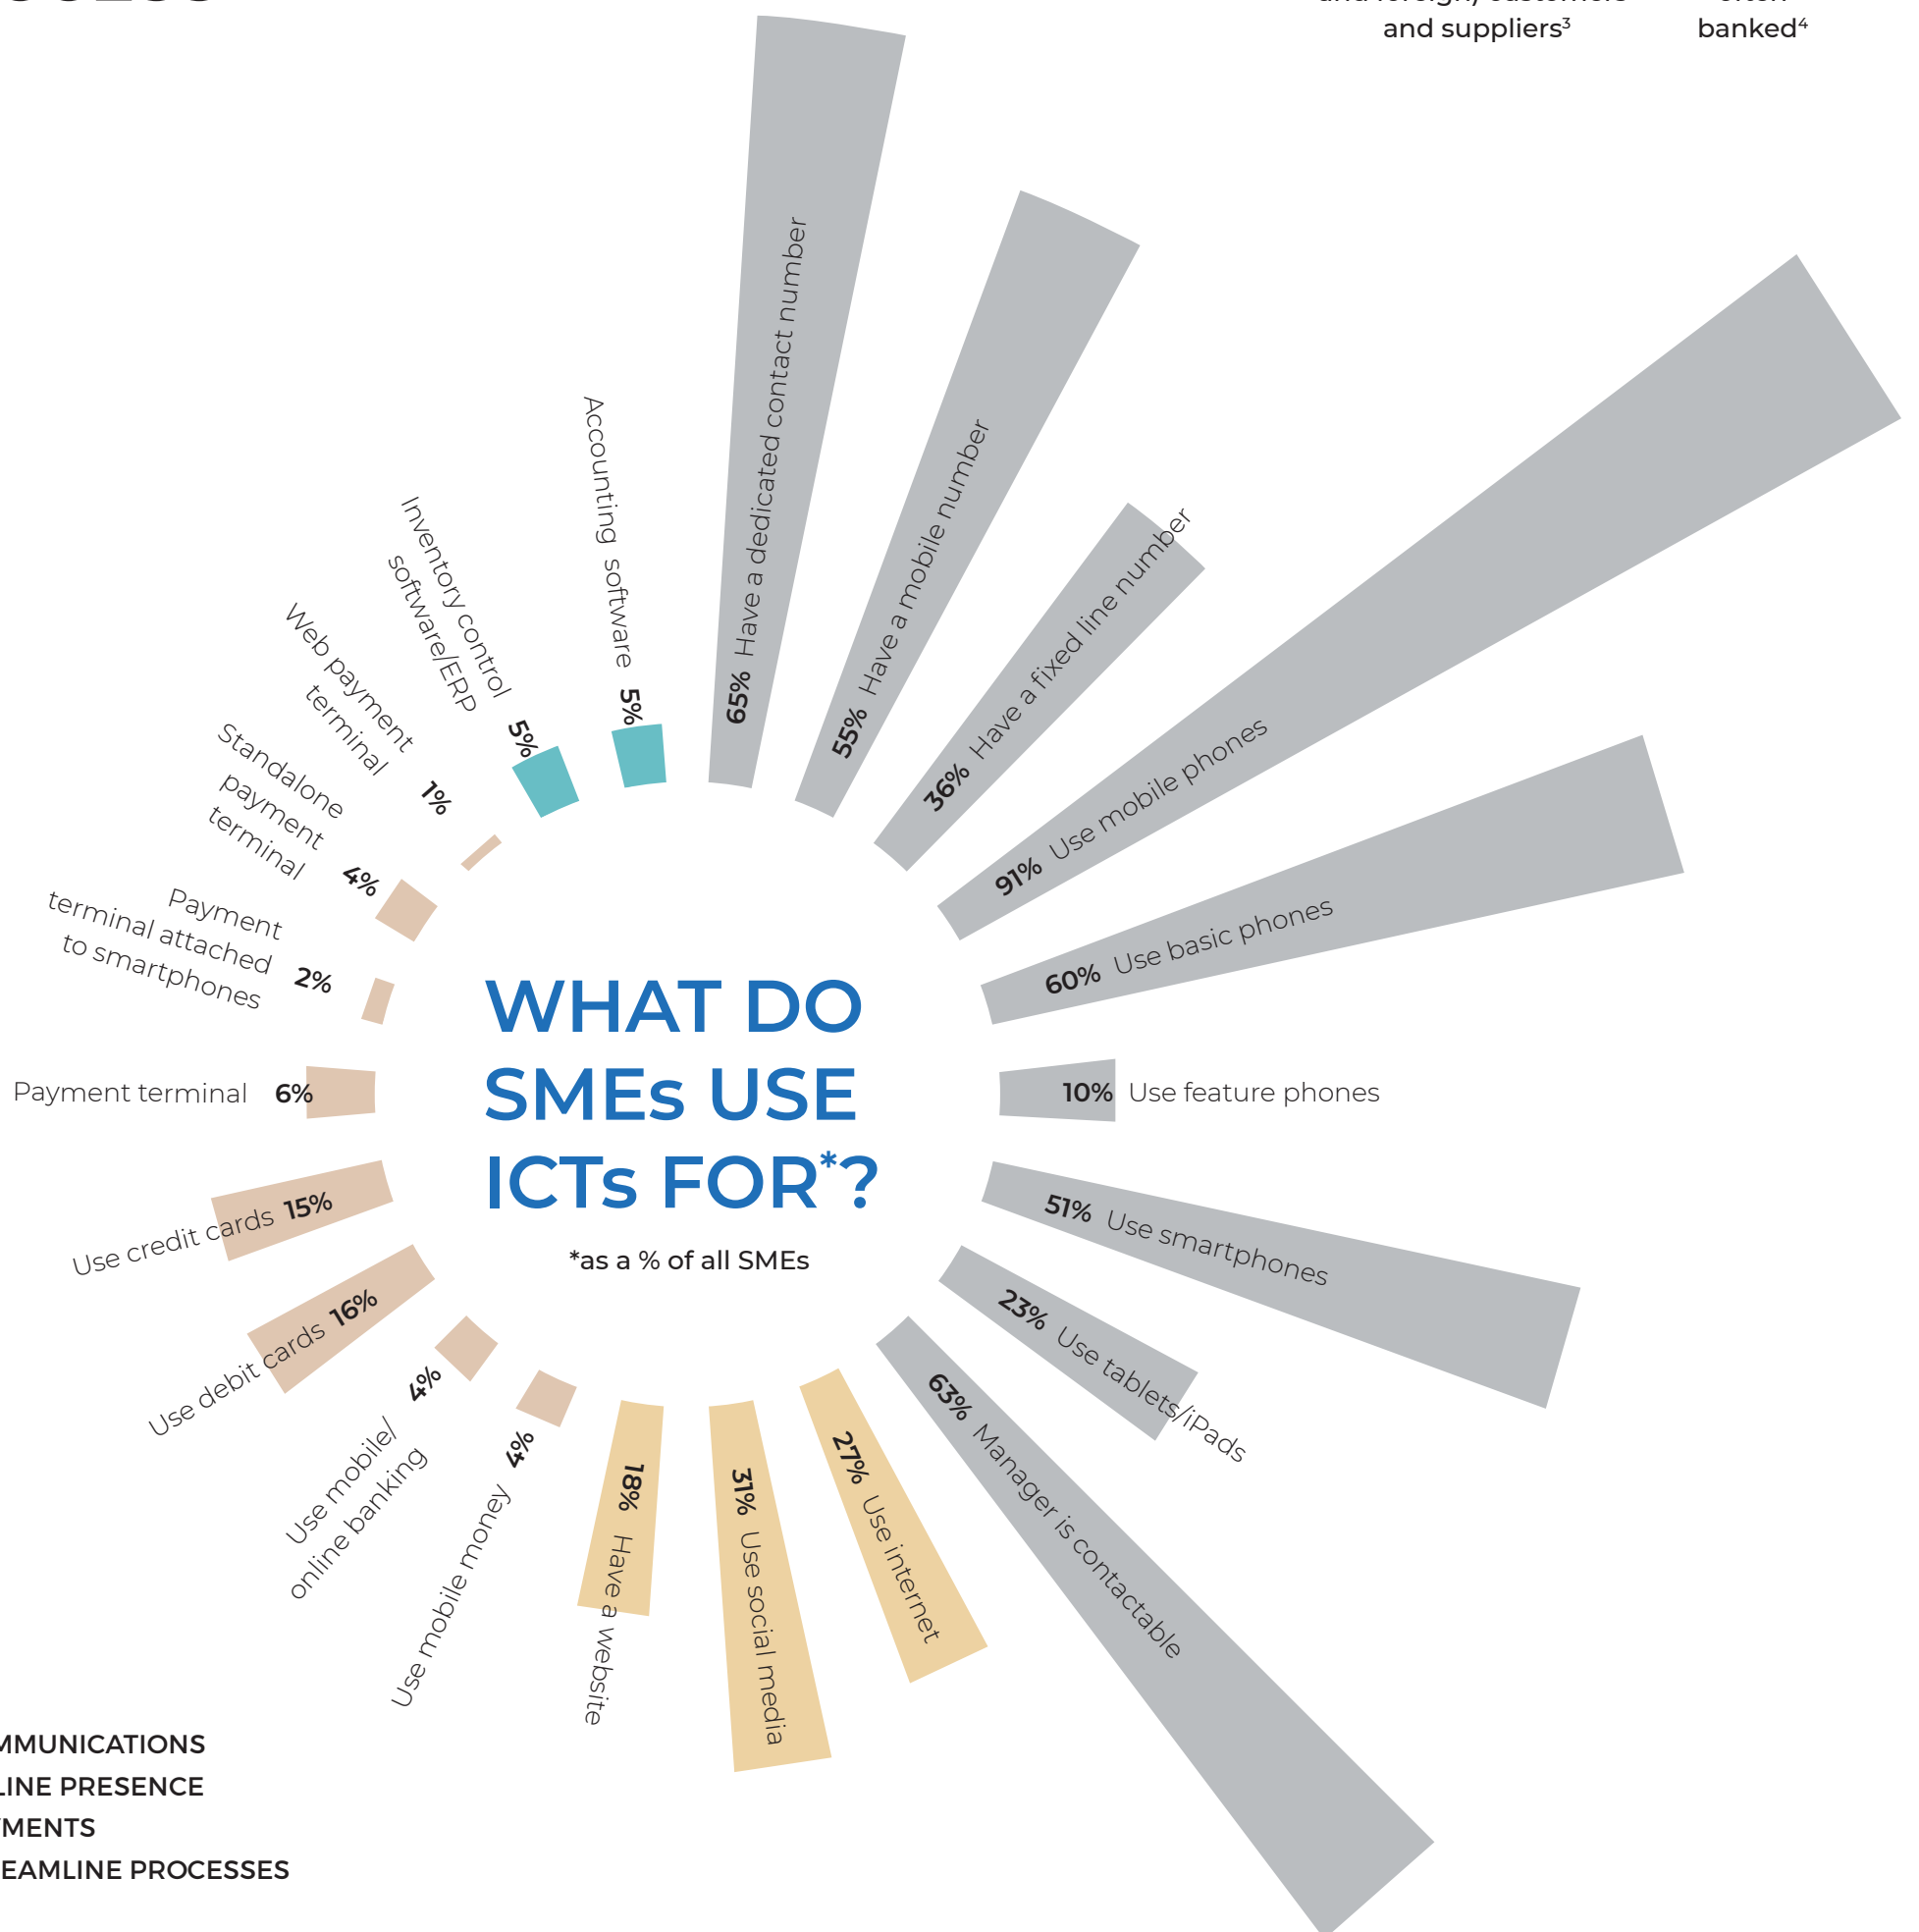 and suppliers³
banked⁴
65% Have a dedicated contact number
55% Have a mobile number
36% Have a fixed line number
91% Use mobile phones
60% Use basic phones
10% Use feature phones
51% Use smartphones
23% Use tablets/iPads
63% Manager is contactable
27% Use internet
31% Use social media
18% Have a website
4%
Use mobile money
4%
Use mobile/
online banking
Use debit cards 16%
Use credit cards 15%
Payment terminal 6%
Payment
terminal attached
to smartphones
2%
Standalone
payment
terminal
4%
Web payment
terminal
1%
Inventory control
software/ERP
5%
Accounting software 5%
WHAT DO
SMEs USE
ICTs FOR*?
*as a % of all SMEs
MMUNICATIONS
LINE PRESENCE
YMENTS
EAMLINE PROCESSES